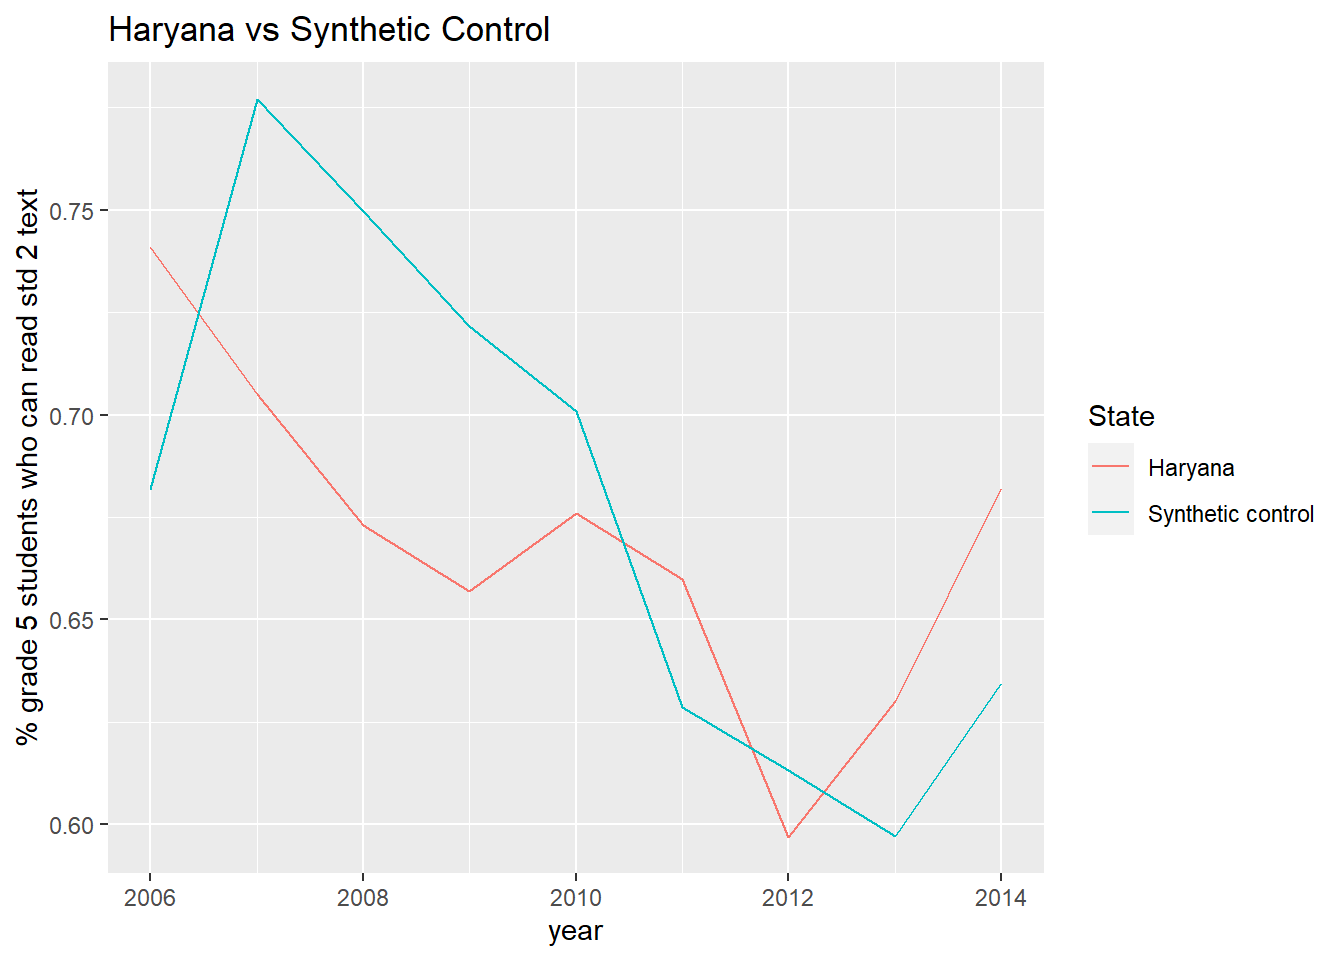 Haryana vs Synthetic Control
% grade 5 students who can read std 2 text
0.75
0.70
0.65
0.60
2006 2008 2010 2012 2014
year
State
Haryana
Synthetic control